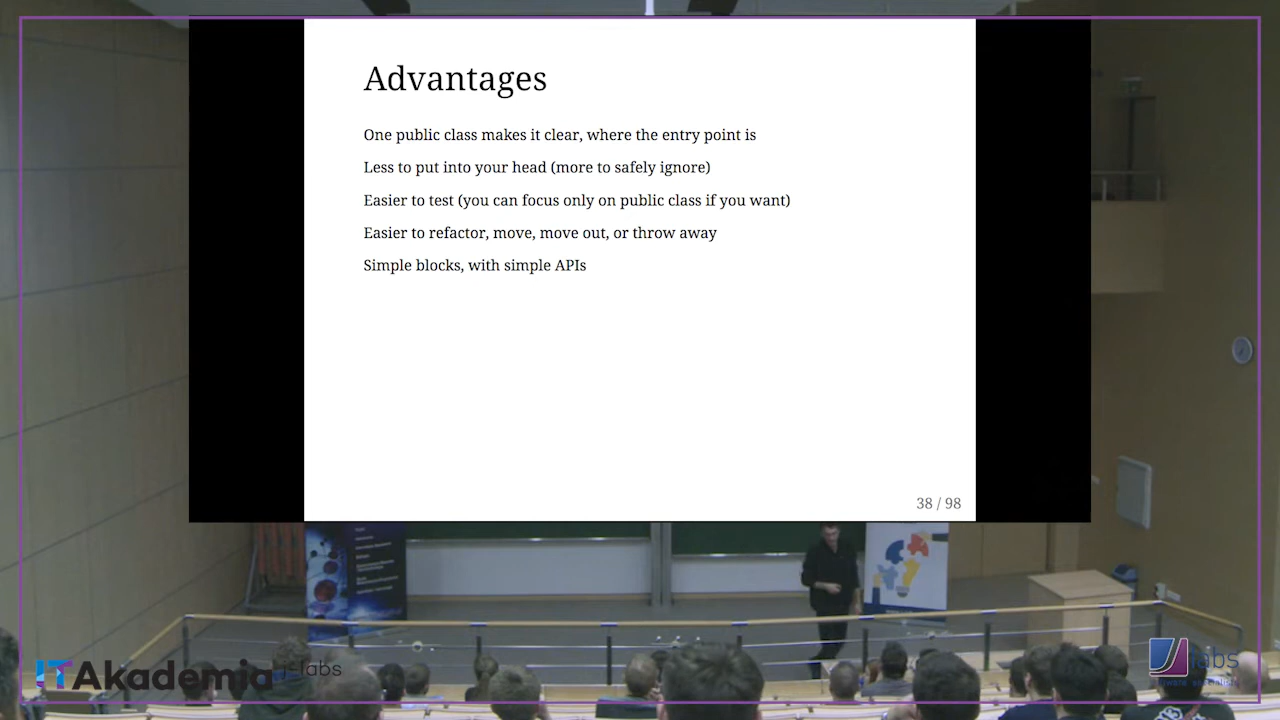 Advantages
One public class makes it clear, where the entry point is
Less to put into your head (more to safely ignore)
Easier to test (you can focus only on public class if you want)
Easier to refactor, move, move out, or throw away
Simple blocks, with simple APIs
38 / 98
ITAkademia
labs
labs